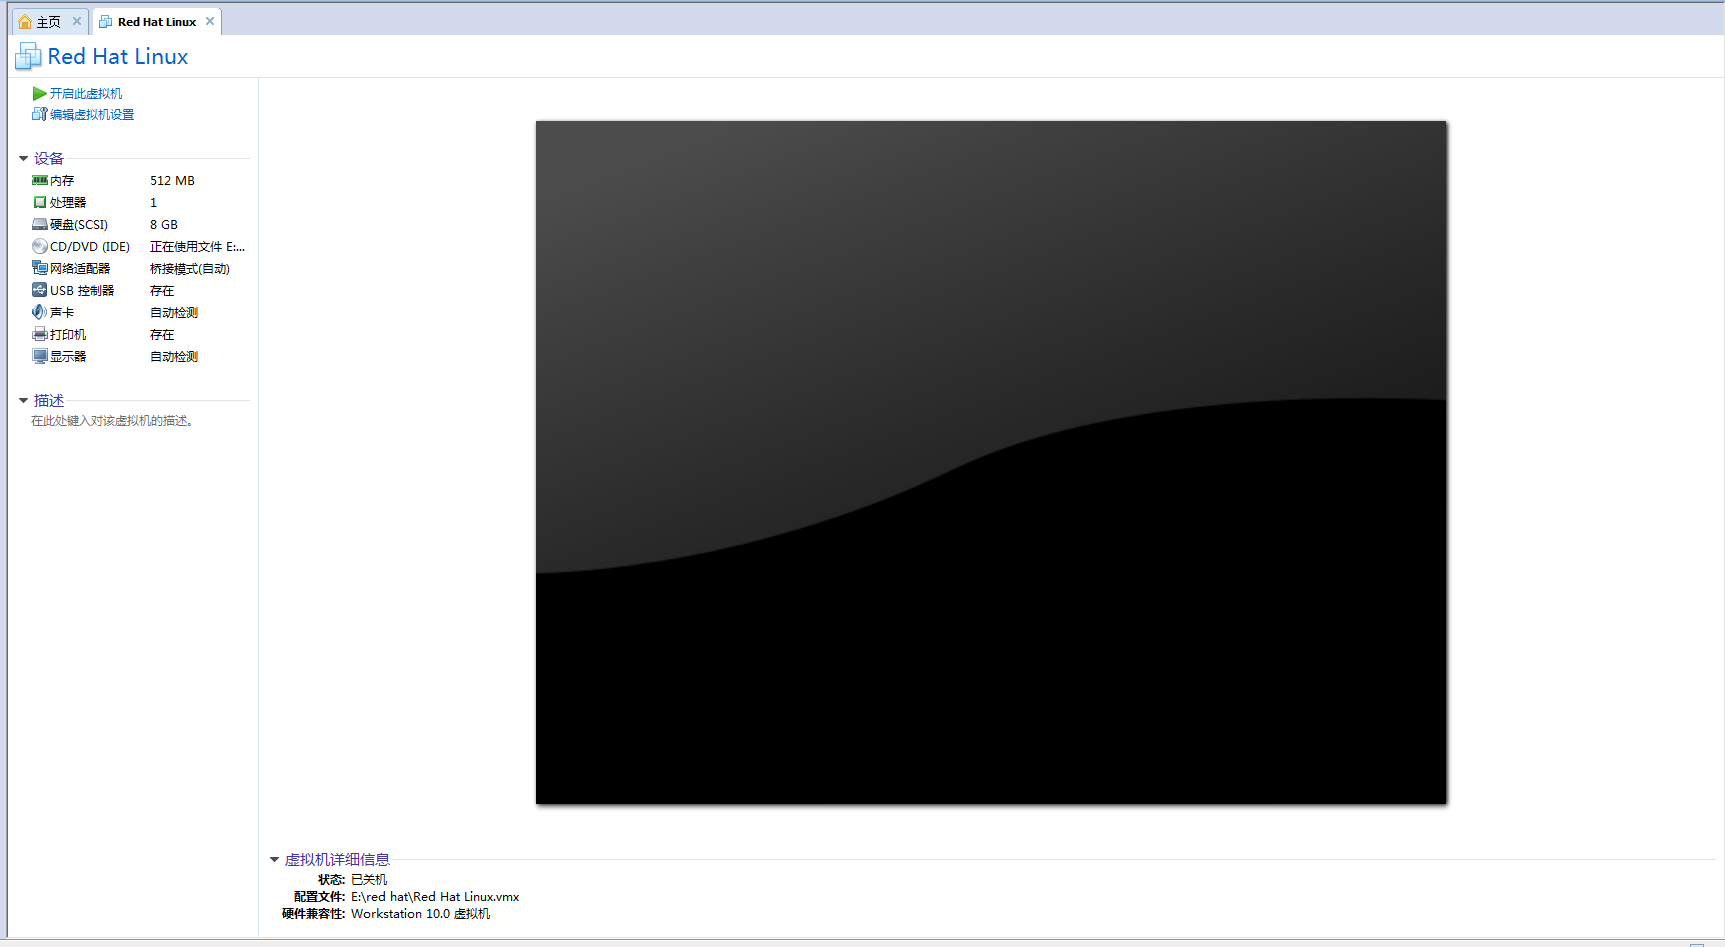 主页
Red Hat Linux
Red Hat Linux
开启此虚拟机
编辑虚拟机设置
设备
内存 512 MB
处理器 1
硬盘(SCSI) 8 GB
CD/DVD (IDE) 正在使用文件 E:...
网络适配器 桥接模式(自动)
USB 控制器 存在
声卡 自动检测
打印机 存在
显示器 自动检测
描述
在此处键入对该虚拟机的描述。
虚拟机详细信息
状态: 已关机
配置文件: E:\red hat\Red Hat Linux.vmx
硬件兼容性: Workstation 10.0 虚拟机